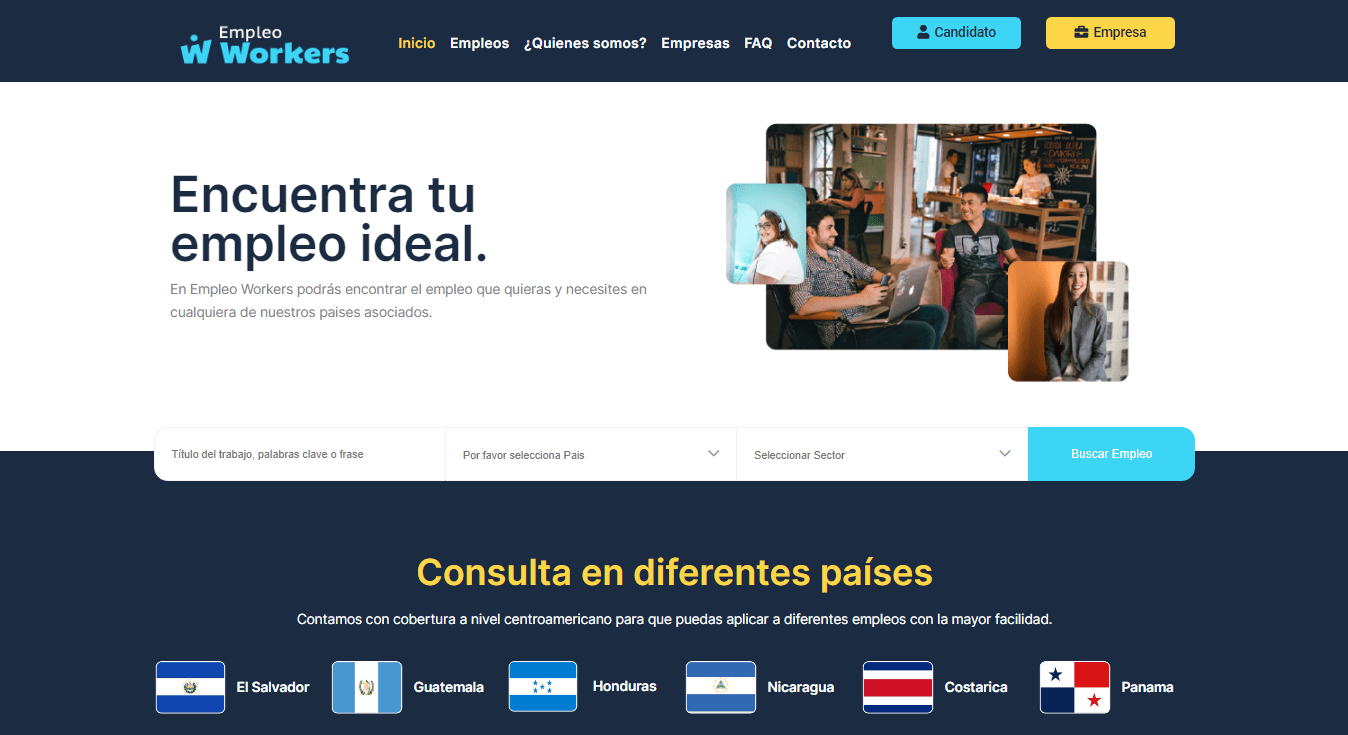 Empleo
Workers
Inicio Empleos ¿Quienes somos? Empresas FAQ Contacto
Candidato
Empresa
Encuentra tu
empleo ideal.
En Empleo Workers podrás encontrar el empleo que quieras y necesites en
cualquiera de nuestros paises asociados.
Título del trabajo, palabras clave o frase
Por favor selecciona Pais
Seleccionar Sector
Buscar Empleo
Consulta en diferentes países
Contamos con cobertura a nivel centroamericano para que puedas aplicar a diferentes empleos con la mayor facilidad.
El Salvador
Guatemala
Honduras
Nicaragua
Costarica
Panama